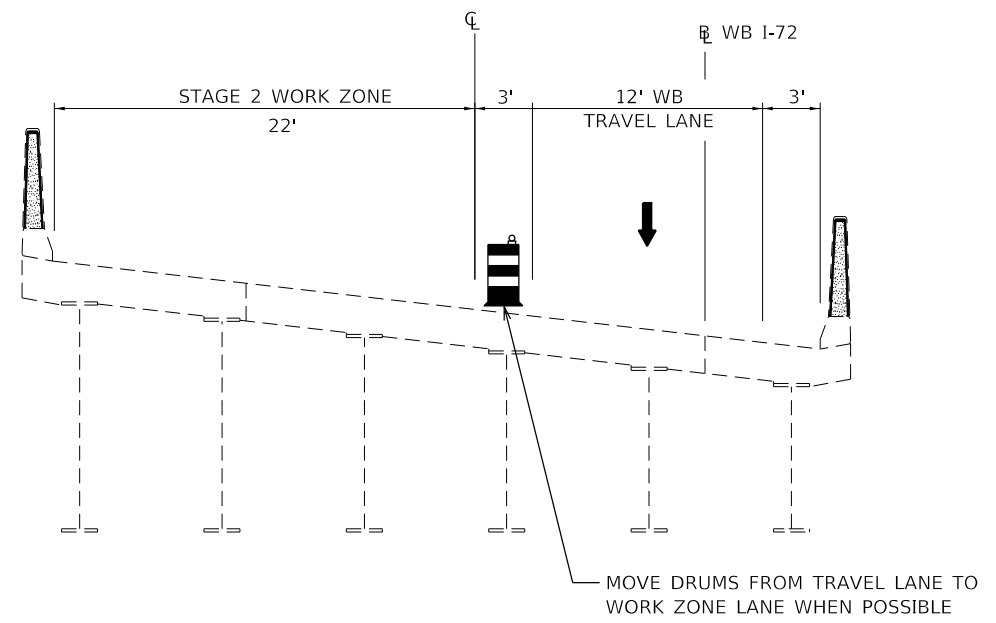 ℄
℄ WB I-72
STAGE 2 WORK ZONE
22'
3'
12' WB
TRAVEL LANE
3'
MOVE DRUMS FROM TRAVEL LANE TO
WORK ZONE LANE WHEN POSSIBLE